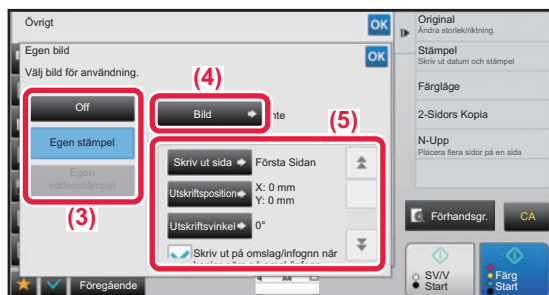 Övrigt
OK
Egen bild
OK
Välj bild för användning.
(4)
Off
Bild
nte
(5)
Egen stämpel
Egen
vattenstämpel
(3)
Skriv ut sida
Första Sidan
Utskriftsposition
X: 0 mm
Y: 0 mm
Utskriftsvinkel
0°
Skriv ut på omslag/infognn när
Föregående
A4
Original
Ändra storlek/riktning.
Stämpel
Skriv ut datum och stämpel
Färgläge
2-Sidors Kopia
N-Upp
Placera flera sidor på en sida
Förhandsgr.
CA
SV/V
Start
Färg
Start